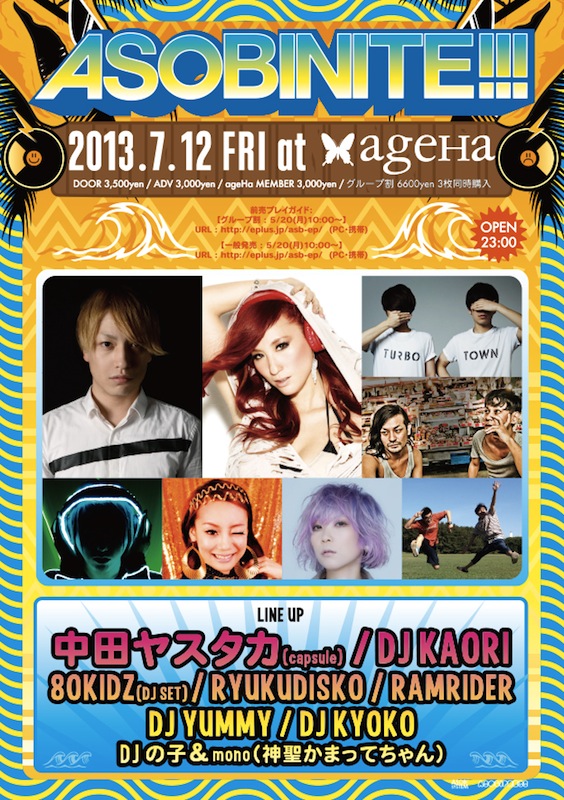 ASOBINITE!!!
2013.7.12 FRI at ageHa
DOOR 3,500yen / ADV 3,000yen / ageHa MEMBER 3,000yen / グループ割 6600yen 3枚同時購入
前売プレイガイド:
【グループ割 : 5/20(月)10:00〜】
URL : http://eplus.jp/asb-ep/ (PC・携帯)
【一般発売 : 5/20(月)10:00〜】
URL : http://eplus.jp/asb-ep/ (PC・携帯)
OPEN
23:00
TURBO TOWN
LINE UP
中田ヤスタカ(capsule) / DJ KAORI
80KIDZ(DJ SET) / RYUKUDISKO / RAMRIDER
DJ YUMMY / DJ KYOKO
DJの子&mono(神聖かまってちゃん)